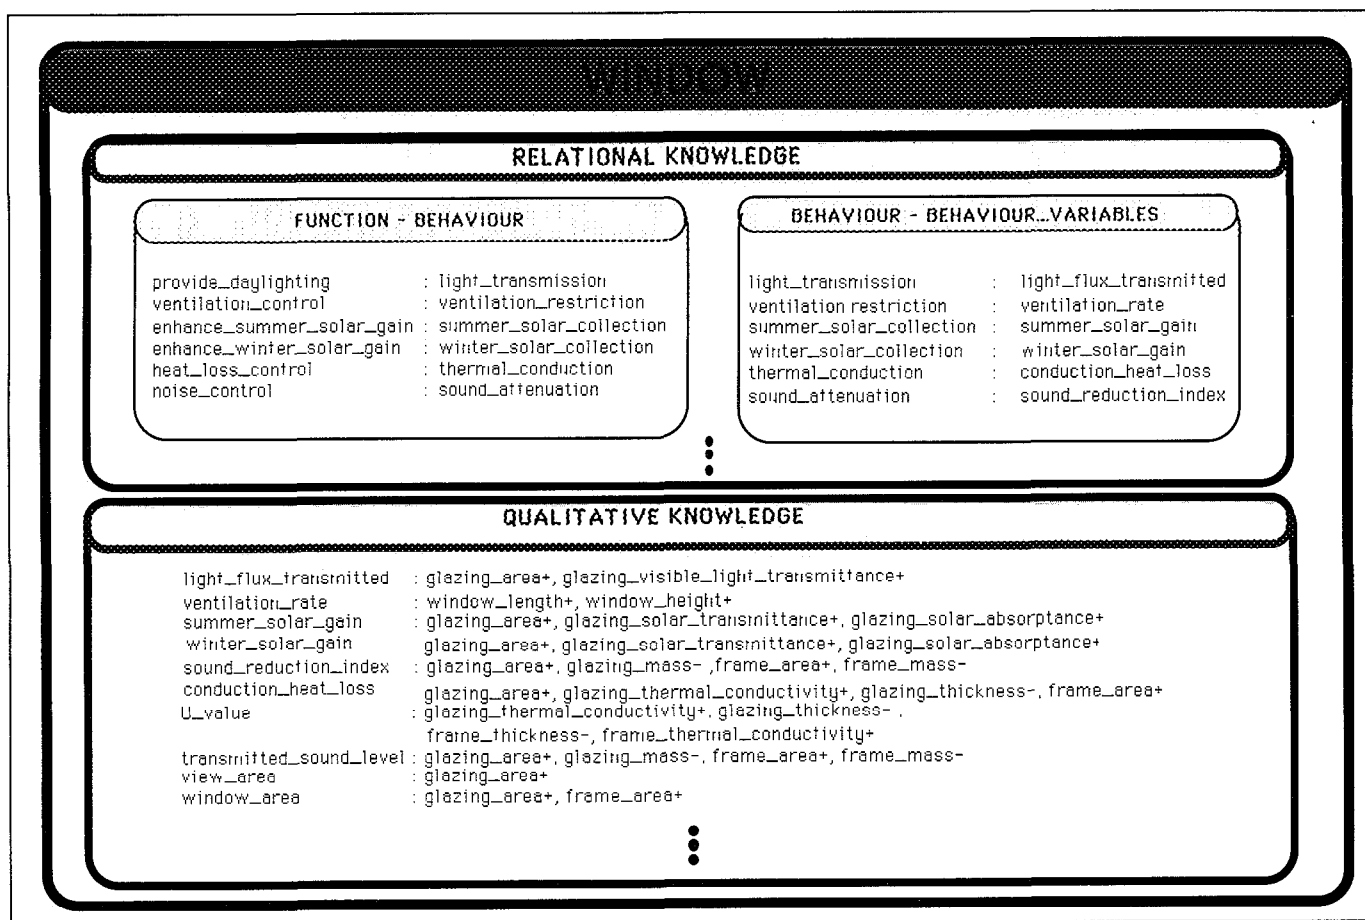 WINDOW
RELATIONAL KNOWLEDGE
FUNCTION - BEHAVIOUR
provide_daylighting : light_transmission
ventilation_control : ventilation_restriction
enhance_summer_solar_gain : summer_solar_collection
enhance_winter_solar_gain : winter_solar_collection
heat_loss_control : thermal_conduction
noise_control : sound_attenuation
BEHAVIOUR - BEHAVIOUR_VARIABLES
light_transmission : light_flux_transmitted
ventilation restriction : ventilation_rate
summer_solar_collection : summer_solar_gain
winter_solar_collection : winter_solar_gain
thermal_conduction : conduction_heat_loss
sound_attenuation : sound_reduction_index
QUALITATIVE KNOWLEDGE
light_flux_transmitted : glazing_area+, glazing_visible_light_transmittance+
ventilation_rate : window_length+, window_height+
summer_solar_gain : glazing_area+, glazing_solar_transmittance+, glazing_solar_absorptance+
winter_solar_gain glazing_area+, glazing_solar_transmittance+, glazing_solar_absorptance+
sound_reduction_index : glazing_area+, glazing_mass- ,frame_area+, frame_mass-
conduction_heat_loss glazing_area+, glazing_thermal_conductivity+, glazing_thickness-, frame_area+
U_value : glazing_thermal_conductivity+, glazing_thickness- ,
frame_thickness-, frame_thermal_conductivity+
transmitted_sound_level : glazing_area+, glazing_mass-, frame_area+, frame_mass-
view_area : glazing_area+
window_area : glazing_area+, frame_area+